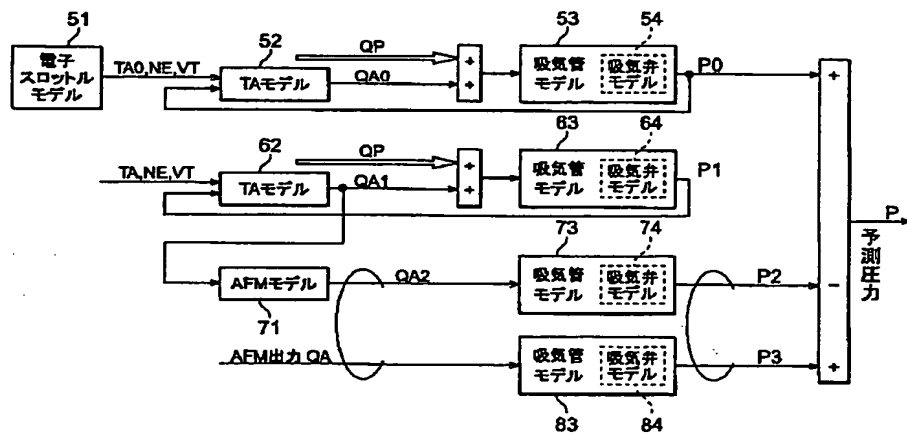 51
電子
スロットル
モデル
TA0,NE,VT
52
TAモデル
QP
QA0
+
+
53
吸気管
モデル
54
吸気弁
モデル
P0
+
62
TA,NE,VT
TAモデル
QP
QA1
+
+
63
吸気管
モデル
64
吸気弁
モデル
P1
P
予測圧力
AFMモデル
71
QA2
73
吸気管
モデル
74
吸気弁
モデル
P2
−
AFM出力 QA
吸気管
モデル
83
吸気弁
モデル
84
P3
+